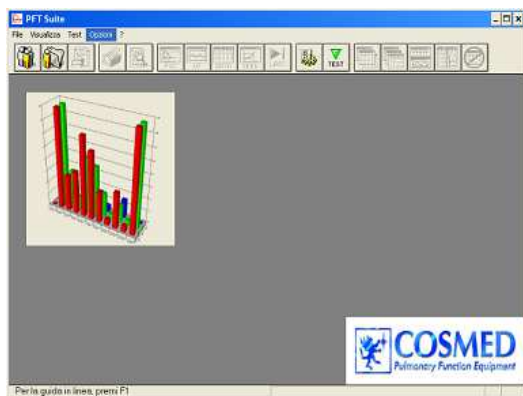 PFT Suite
File Visualizza Test Opzioni ?
TEST
COSMED
Pulmonary Function Equipment
Per la guida in linea, premi F1